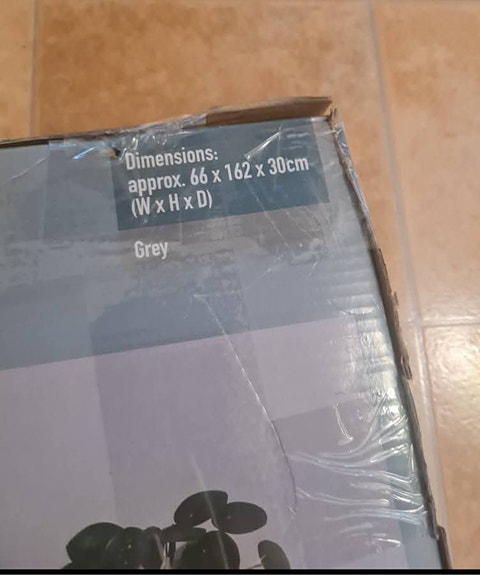 Dimensions:
approx. 66 x 162 x 30cm
(W x H x D)
Grey